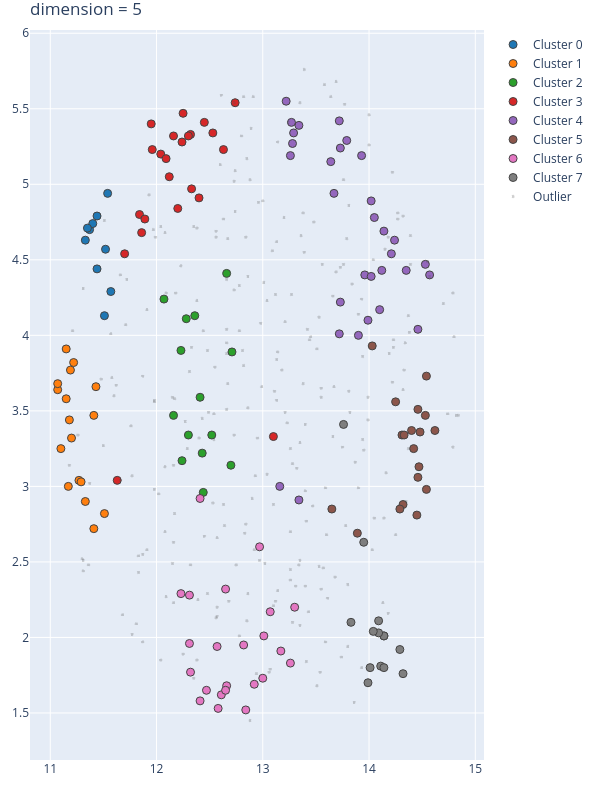 dimension = 5
6
5.5
5
4.5
4
3.5
3
2.5
2
1.5
11
12
13
14
15
Cluster 0
Cluster 1
Cluster 2
Cluster 3
Cluster 4
Cluster 5
Cluster 6
Cluster 7
Outlier